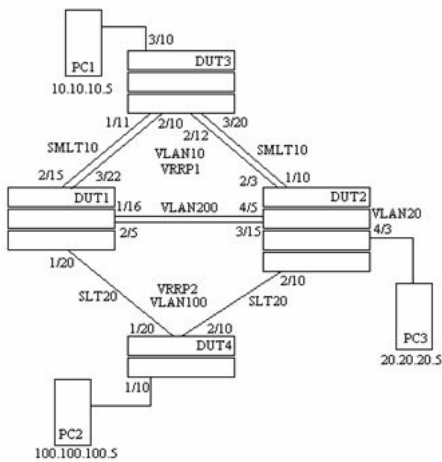 3/10
DUT3
PC1
10.10.10.5
1/11
2/10
3/20
2/12
SMLT10
SMLT10
VLAN10
VRRP1
2/15
3/22
2/3
1/10
DUT1
DUT2
1/16
VLAN200
4/5
VLAN20
2/5
3/15
4/3
1/20
2/10
SLT20
VRRP2
VLAN100
SLT20
1/20
2/10
PC3
DUT4
20.20.20.5
1/10
PC2
100.100.100.5